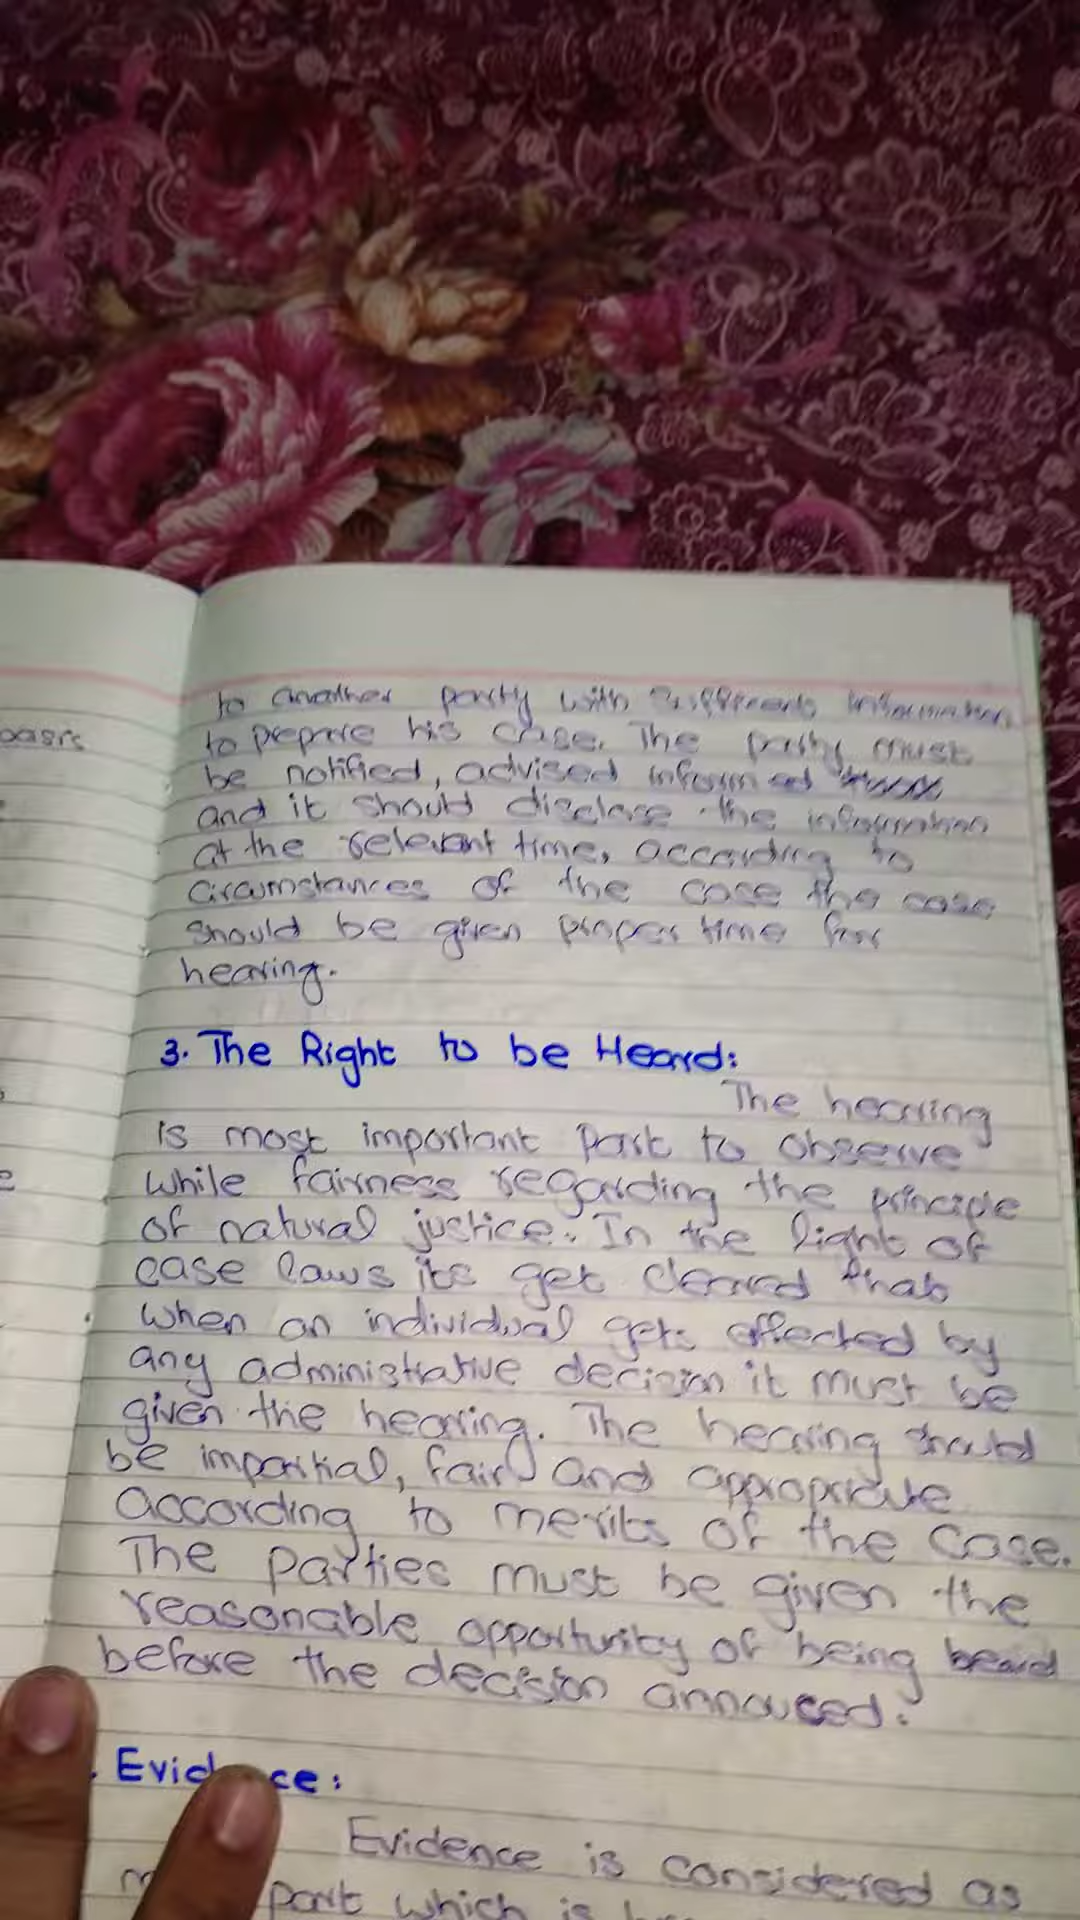 basis
to another party with sufficient information
to prepare his case. The party must
be notified, advised informed
and it should disclose the information
at the relevant time, according to
circumstances of the case the case
should be given proper time for
hearing.
3. The Right to be Heard:
The hearing
is most important part to observe
while fairness regarding the principle
of natural justice. In the light of
case laws its get cleared that
when an individual gets affected by
any administrative decision it must be
given the hearing. The hearing should
be impartial, fair and appropriate
according to merits of the case.
The parties must be given the
reasonable opportunity of being heard
before the decision annouced.
Evidence:
Evidence is considered as
part which is